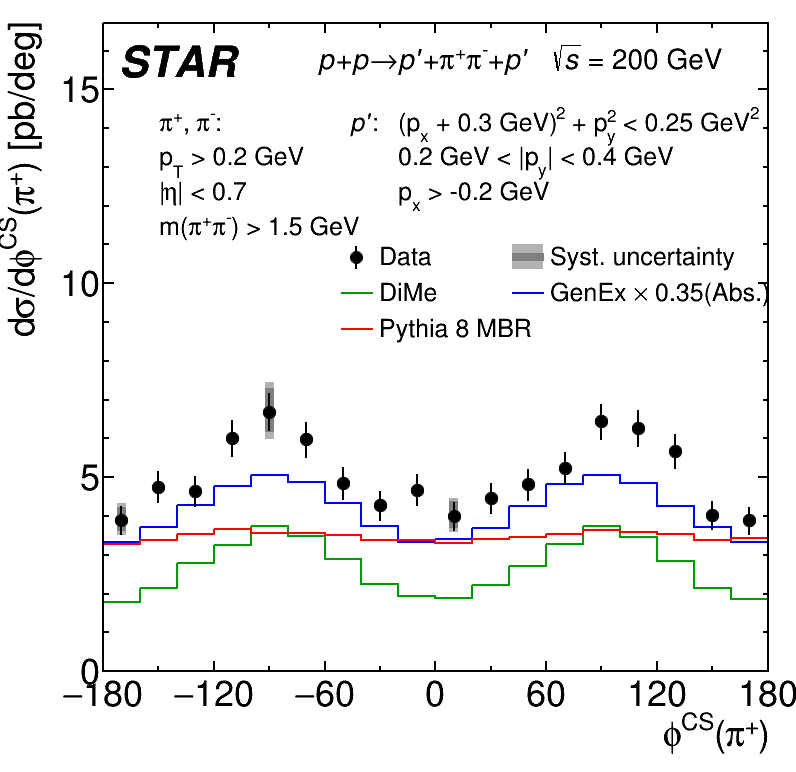 STAR p+p→p′+π⁺π⁻+p′ √s = 200 GeV
π⁺, π⁻: p′: (pₓ + 0.3 GeV)² + p_y² < 0.25 GeV²
p_T > 0.2 GeV 0.2 GeV < |p_y| < 0.4 GeV
|η| < 0.7 pₓ > -0.2 GeV
m(π⁺π⁻) > 1.5 GeV
Data Syst. uncertainty
DiMe GenEx × 0.35(Abs.)
Pythia 8 MBR
dσ/dϕ^CS(π⁺) [pb/deg]
15
10
5
0
−180 −120 −60 0 60 120 180
ϕ^CS(π⁺)